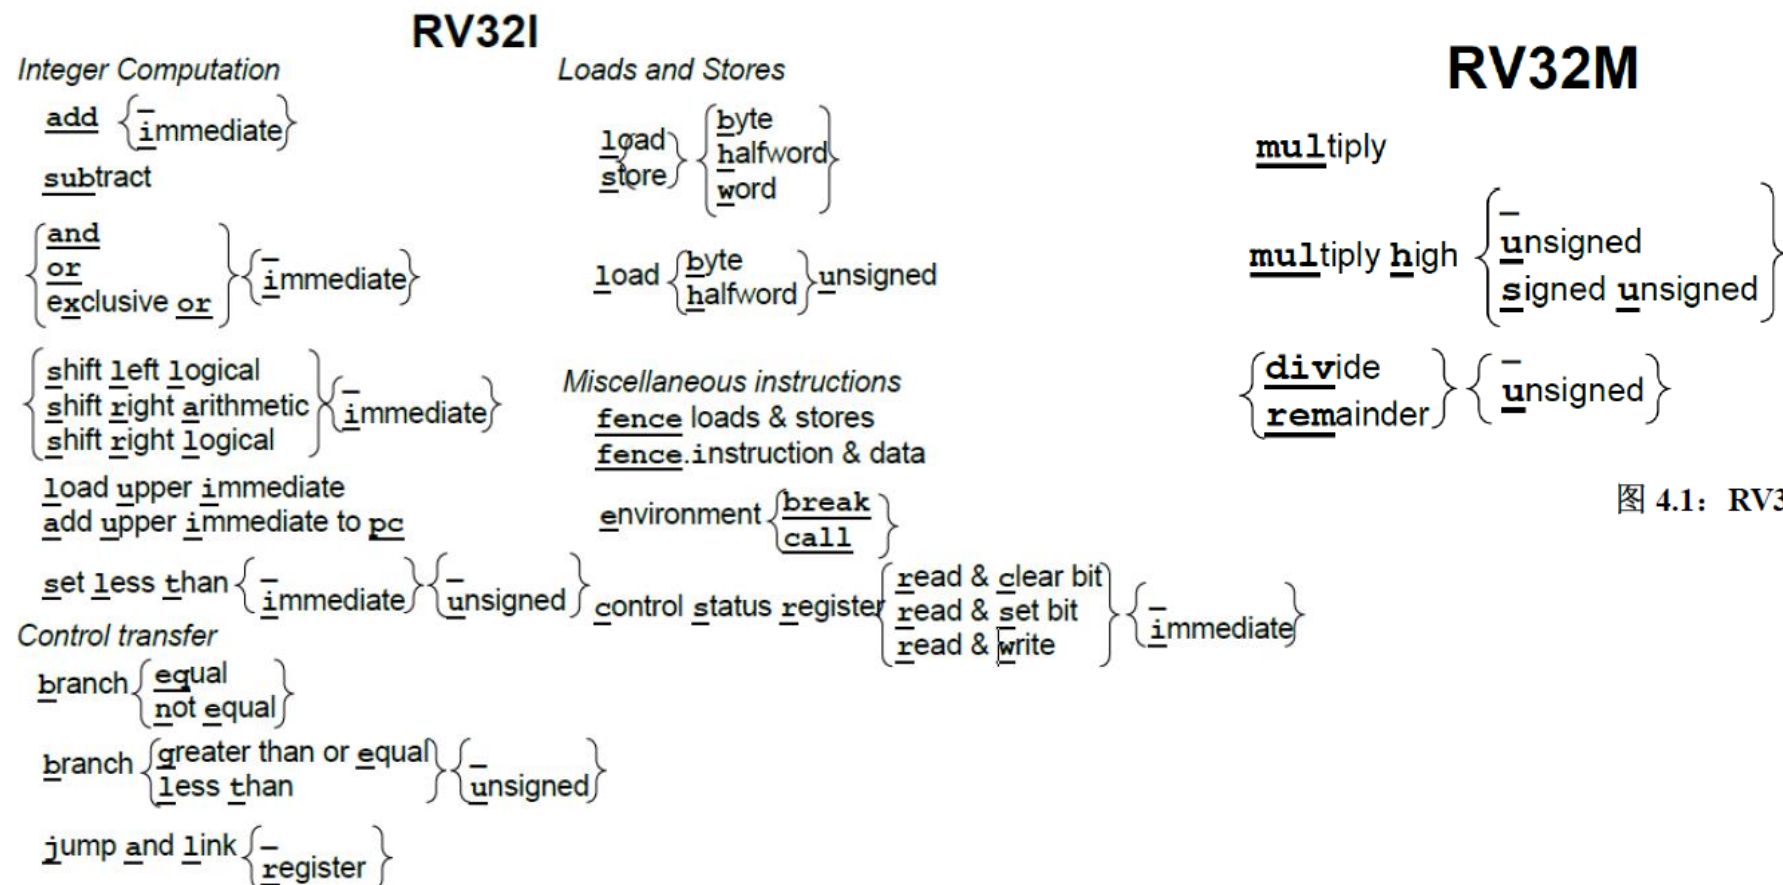 RV32I
Integer Computation
add { – immediate }
subtract
{ and or exclusive or } { – immediate }
{ shift left logical shift right arithmetic shift right logical } { – immediate }
load upper immediate
add upper immediate to pc
set less than { – immediate } { – unsigned }
Control transfer
branch { equal not equal }
branch { greater than or equal less than } { – unsigned }
jump and link { – register }
Loads and Stores
{ load store } { byte halfword word }
load { byte halfword } unsigned
Miscellaneous instructions
fence loads & stores
fence.instruction & data
environment { break call }
control status register { read & clear bit read & set bit read & write } { – immediate }
RV32M
multiply
multiply high { – unsigned signed unsigned }
{ divide remainder } { – unsigned }
图 4.1：RV3